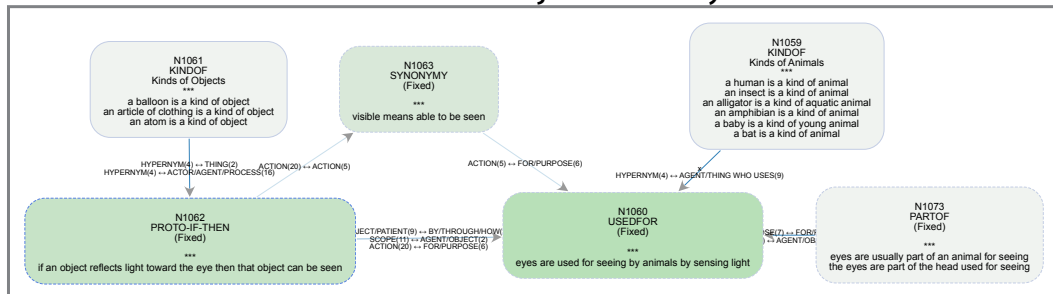 N1061
KINDOF
Kinds of Objects
***
a balloon is a kind of object
an article of clothing is a kind of object
an atom is a kind of object
N1063
SYNONYMY
(Fixed)
***
visible means able to be seen
N1059
KINDOF
Kinds of Animals
***
a human is a kind of animal
an insect is a kind of animal
an alligator is a kind of aquatic animal
an amphibian is a kind of animal
a baby is a kind of young animal
a bat is a kind of animal
HYPERNYM(4) ↔ THING(2)
HYPERNYM(4) ↔ ACTOR/AGENT/PROCESS(16)
ACTION(20) ↔ ACTION(5)
ACTION(5) ↔ FOR/PURPOSE(6)
HYPERNYM(4) ↔ AGENT/THING WHO USES(9)
N1062
PROTO-IF-THEN
(Fixed)
***
if an object reflects light toward the eye then that object can be seen
JECT/PATIENT(9) ↔ BY/THROUGH/HOW(
SCOPE(11) ↔ AGENT/OBJECT(2)
ACTION(20) ↔ FOR/PURPOSE(6)
N1060
USEDFOR
(Fixed)
***
eyes are used for seeing by animals by sensing light
N1073
PARTOF
(Fixed)
***
eyes are usually part of an animal for seeing
the eyes are part of the head used for seeing